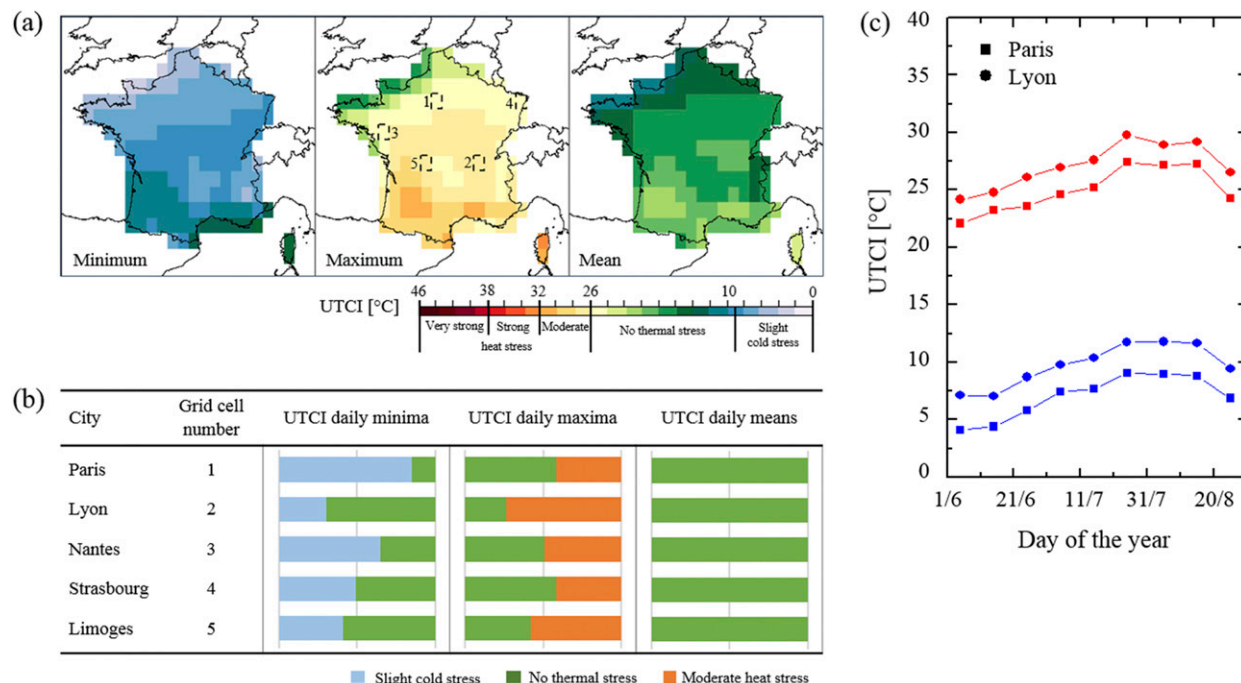 (a)
1
4
3
5
2
Minimum
Maximum
Mean
UTCI [°C]
46 38 32 26 10 0
Very strong Strong Moderate No thermal stress Slight
heat stress cold stress
(b)
City Grid cell number UTCI daily minima UTCI daily maxima UTCI daily means
Paris 1
Lyon 2
Nantes 3
Strasbourg 4
Limoges 5
Slight cold stress No thermal stress Moderate heat stress
(c)
40
35
30
25
20
15
10
5
0
UTCI [°C]
Paris
Lyon
1/6 21/6 11/7 31/7 20/8
Day of the year